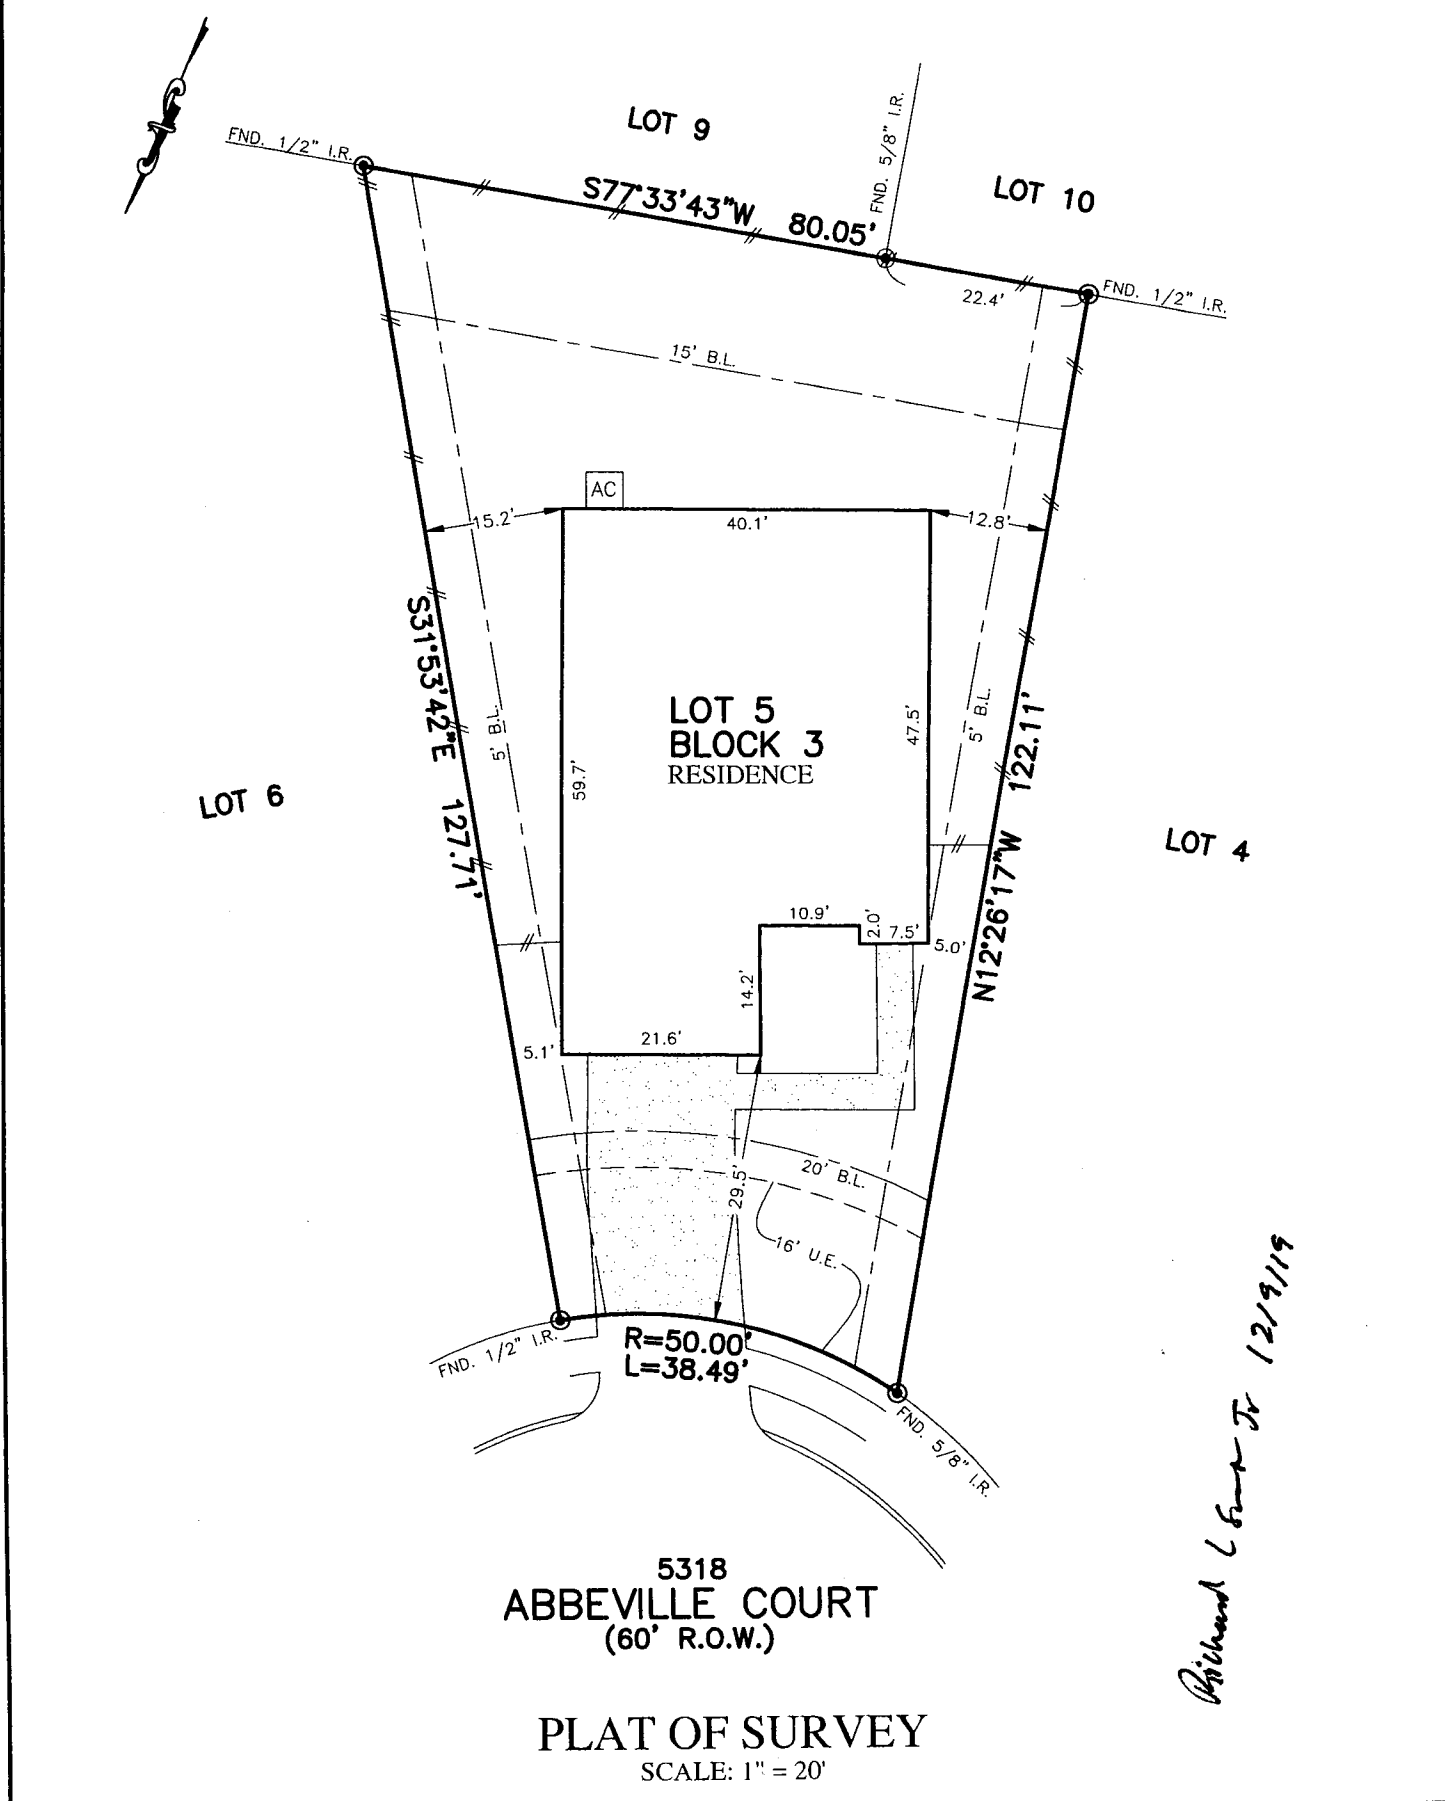 LOT 9
FND. 1/2" I.R.
FND. 5/8" I.R.
LOT 10
S77°33'43"W 80.05'
22.4'
FND. 1/2" I.R.
15' B.L.
AC
15.2'
40.1'
12.8'
S31°53'42"E 127.71'
5' B.L.
59.7'
LOT 5
BLOCK 3
RESIDENCE
47.5'
5' B.L.
N12°26'17"W 122.11'
LOT 6
LOT 4
10.9'
2.0'
7.5'
5.0'
14.2'
21.6'
5.1'
29.5'
20' B.L.
16' U.E.
R=50.00'
L=38.49'
FND. 1/2" I.R.
FND. 5/8" I.R.
Richard L Jr 12/9/19
5318
ABBEVILLE COURT
(60' R.O.W.)
PLAT OF SURVEY
SCALE: 1" = 20'